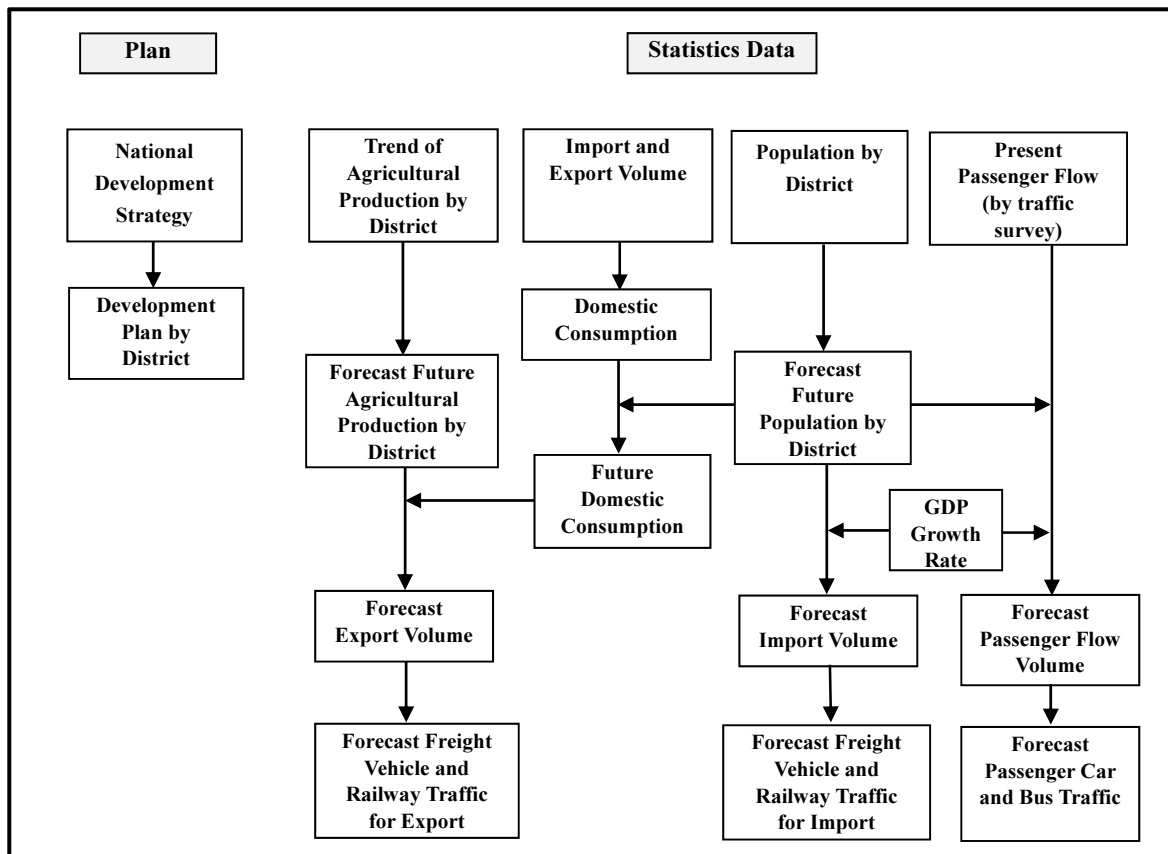 Plan
Statistics Data
National
Development
Strategy
Trend of
Agricultural
Production by
District
Import and
Export Volume
Population by
District
Present
Passenger Flow
(by traffic
survey)
Development
Plan by
District
Domestic
Consumption
Forecast Future
Agricultural
Production by
District
Forecast
Future
Population by
District
Future
Domestic
Consumption
GDP
Growth
Rate
Forecast
Export Volume
Forecast
Import Volume
Forecast
Passenger Flow
Volume
Forecast Freight
Vehicle and
Railway Traffic
for Export
Forecast Freight
Vehicle and
Railway Traffic
for Import
Forecast
Passenger Car
and Bus Traffic